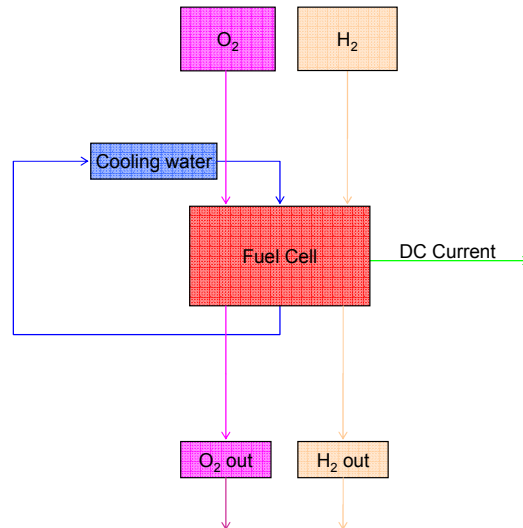 O₂
H₂
Cooling water
Fuel Cell
DC Current
O₂ out
H₂ out